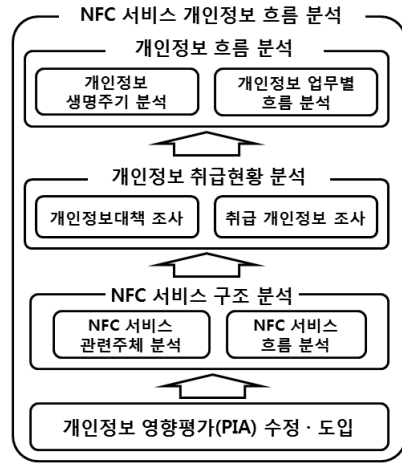 NFC 서비스 개인정보 흐름 분석
개인정보 흐름 분석
개인정보
생명주기 분석
개인정보 업무별
흐름 분석
개인정보 취급현황 분석
개인정보대책 조사
취급 개인정보 조사
NFC 서비스 구조 분석
NFC 서비스
관련주체 분석
NFC 서비스
흐름 분석
개인정보 영향평가(PIA) 수정 · 도입